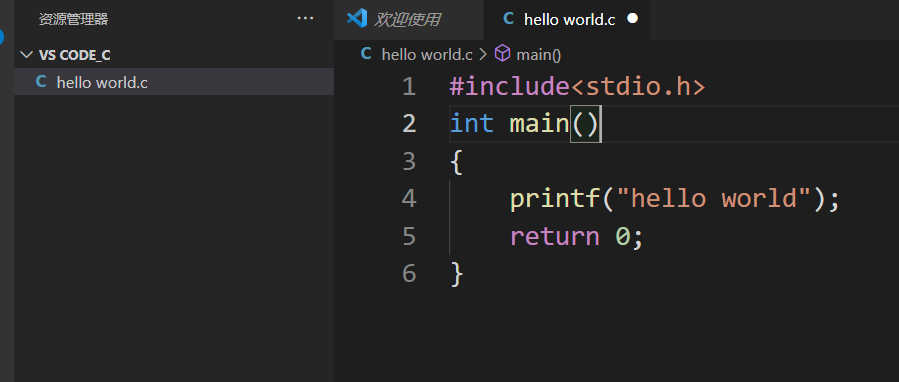 资源管理器 ···
VS CODE_C
C hello world.c
欢迎使用
C hello world.c ●
C hello world.c > main()
1 #include<stdio.h>
2 int main()
3 {
4 printf("hello world");
5 return 0;
6 }